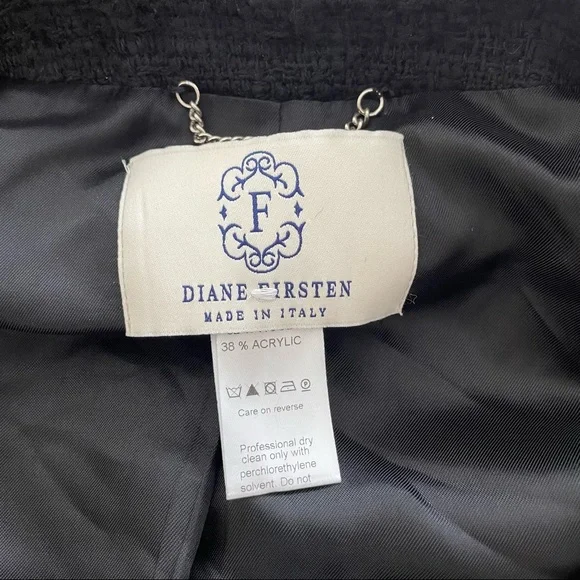 F
DIANE FIRSTEN
MADE IN ITALY
38 % ACRYLIC
Care on reverse
Professional dry
clean only with
perchlorethylene
solvent. Do not